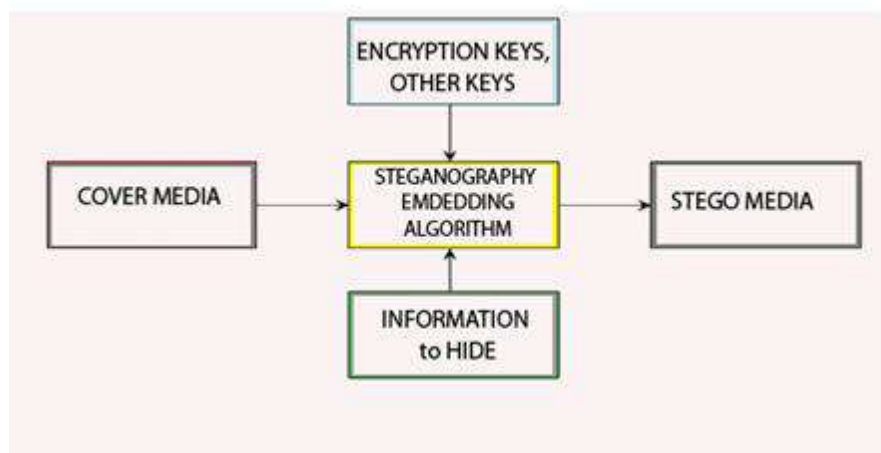 ENCRYPTION KEYS,
OTHER KEYS
COVER MEDIA
STEGANOGRAPHY
EMDEDDING
ALGORITHM
STEGO MEDIA
INFORMATION
to HIDE